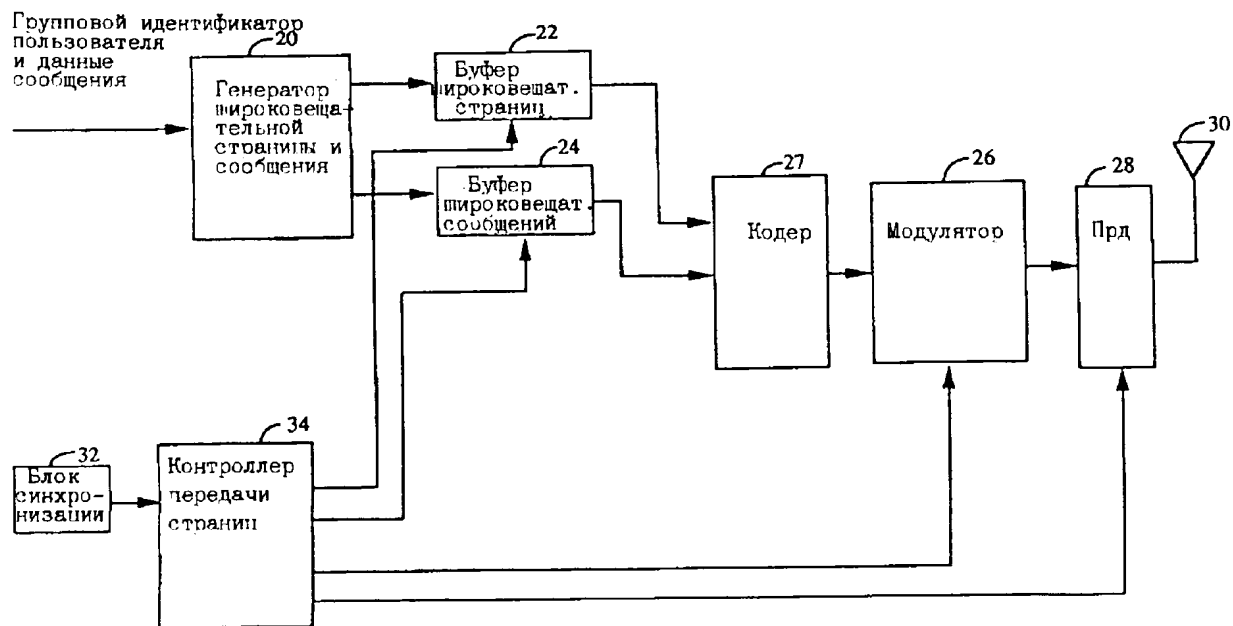 Групповой идентификатор
пользователя
и данные
сообщения
20
Генератор
широковеща-
тельной
страницы и
сообщения
22
Буфер
широковещат.
страниц
24
Буфер
широковещат.
сообщений
27
Кодер
26
Модулятор
28
Прд
30
32
Блок
синхро-
низации
34
Контроллер
передачи
страниц